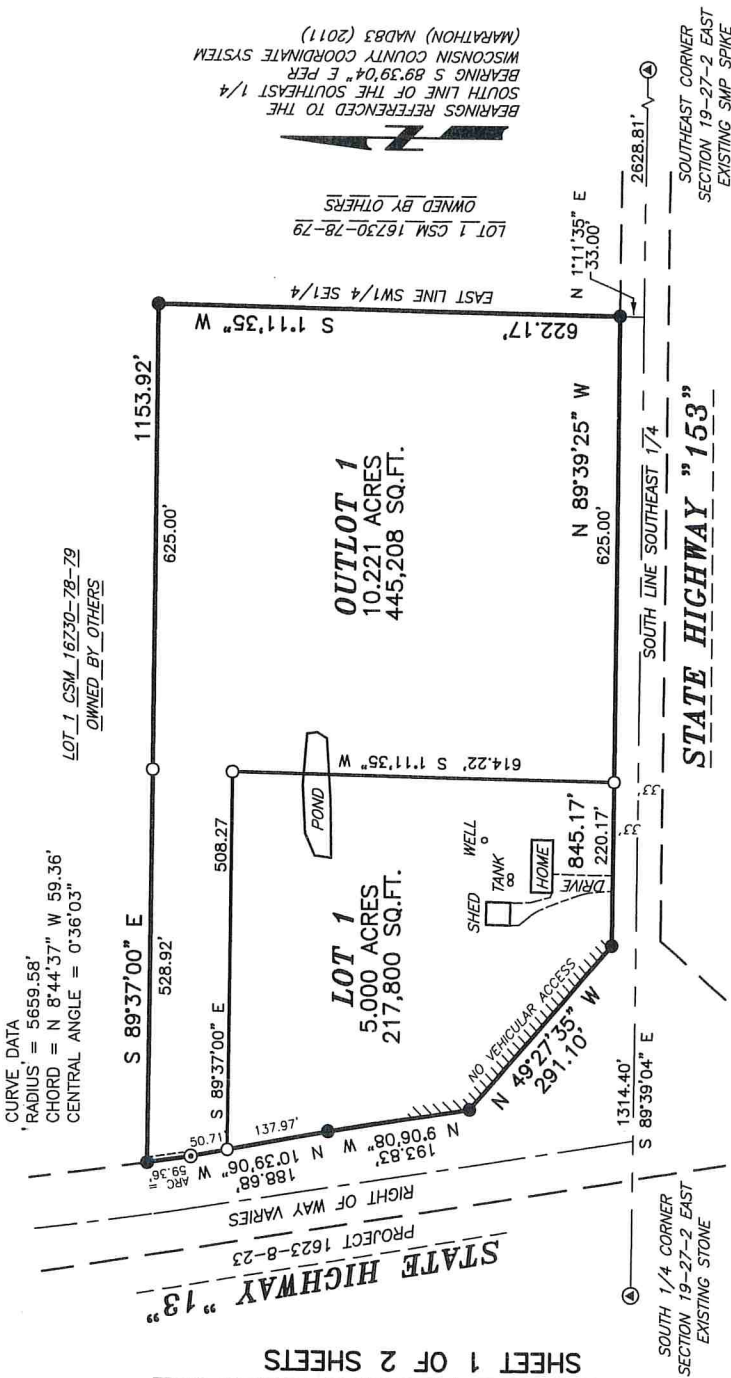 CURVE DATA
RADIUS = 5659.58'
CHORD = N 8°44'37" W 59.36'
CENTRAL ANGLE = 0°36'03"
LOT 1 CSM 16730-78-79
OWNED BY OTHERS
S 89°37'00" E
1153.92'
528.92'
625.00'
S 89°37'00" E
508.27
ARC =
59.36'
50.71'
137.97'
N 10°39'06" W
188.68'
N 9°06'08" W
193.83'
NO VEHICULAR ACCESS
N 49°27'35" W
291.10'
LOT 1
5.000 ACRES
217,800 SQ.FT.
POND
S 1°11'35" W
614.22'
SHED
TANK
WELL
HOME
DRIVE
845.17'
220.17'
OUTLOT 1
10.221 ACRES
445,208 SQ.FT.
N 89°39'25" W
625.00'
S 1°11'35" W
622.17'
EAST LINE SW1/4 SE1/4
LOT 1 CSM 16730-78-79
OWNED BY OTHERS
N
BEARINGS REFERENCED TO THE
SOUTH LINE OF THE SOUTHEAST 1/4
BEARING S 89°39'04" E PER
WISCONSIN COUNTY COORDINATE SYSTEM
(MARATHON) NAD83 (2011)
N 1°11'35" E
33.00'
2628.81'
SOUTHEAST CORNER
SECTION 19-27-2 EAST
EXISTING SMP SPIKE
33'
33'
SOUTH LINE SOUTHEAST 1/4
STATE HIGHWAY "153"
1314.40'
S 89°39'04" E
SOUTH 1/4 CORNER
SECTION 19-27-2 EAST
EXISTING STONE
RIGHT OF WAY VARIES
PROJECT 1623-8-23
STATE HIGHWAY "13"
SHEET 1 OF 2 SHEETS